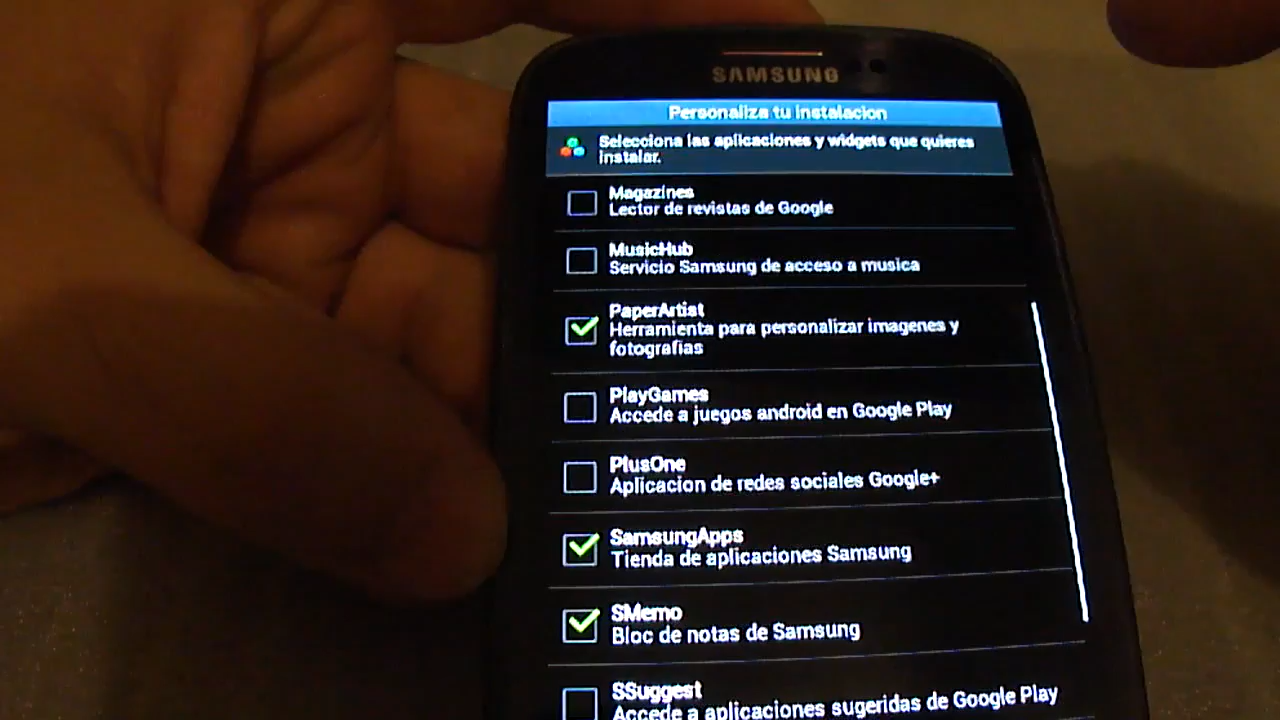 SAMSUNG
Personaliza tu instalacion
Selecciona las aplicaciones y widgets que quieres
instalar.
Magazines
Lector de revistas de Google
MusicHub
Servicio Samsung de acceso a musica
PaperArtist
Herramienta para personalizar imagenes y
fotografias
PlayGames
Accede a juegos android en Google Play
PlusOne
Aplicacion de redes sociales Google+
SamsungApps
Tienda de aplicaciones Samsung
SMemo
Bloc de notas de Samsung
SSuggest
Accede a aplicaciones sugeridas de Google Play